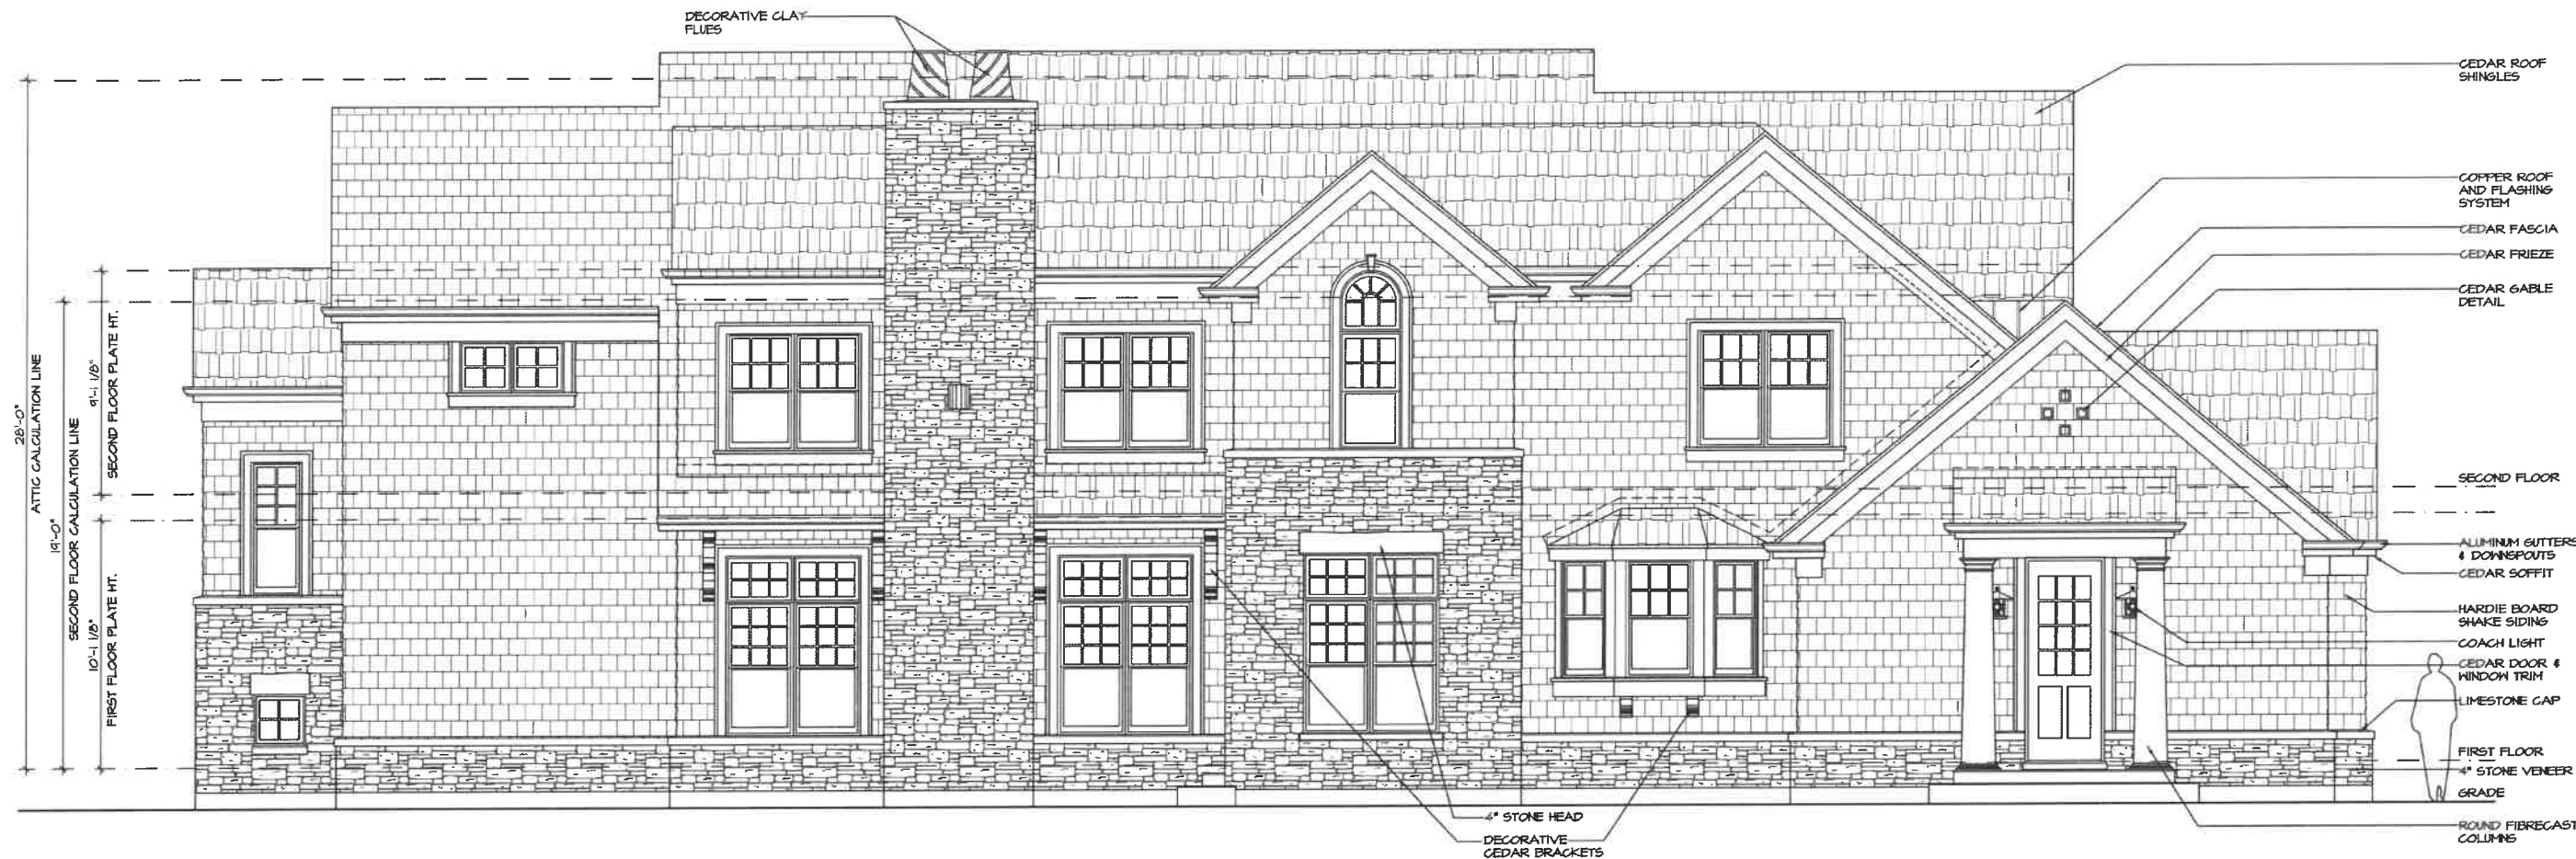 DECORATIVE CLAY
FLUES
CEDAR ROOF
SHINGLES
COPPER ROOF
AND FLASHING
SYSTEM
CEDAR FASCIA
CEDAR FRIEZE
CEDAR GABLE
DETAIL
SECOND FLOOR
ALUMINUM GUTTERS
& DOWNSPOUTS
CEDAR SOFFIT
HARDIE BOARD
SHAKE SIDING
COACH LIGHT
CEDAR DOOR &
WINDOW TRIM
LIMESTONE CAP
FIRST FLOOR
4" STONE VENEER
GRADE
ROUND FIBRECAST
COLUMNS
4" STONE HEAD
DECORATIVE
CEDAR BRACKETS
28'-0"
ATTIC CALCULATION LINE
19'-0"
SECOND FLOOR CALCULATION LINE
9'-1 1/8"
SECOND FLOOR PLATE HT.
10'-1 1/8"
FIRST FLOOR PLATE HT.